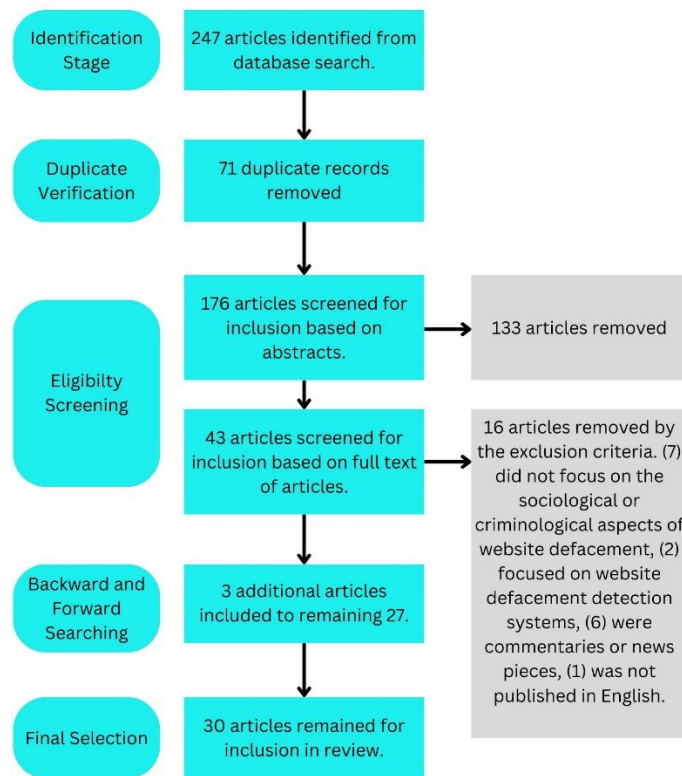 Identification
Stage
247 articles identified from
database search.
Duplicate
Verification
71 duplicate records
removed
Eligibilty
Screening
176 articles screened for
inclusion based on
abstracts.
133 articles removed
43 articles screened for
inclusion based on full text
of articles.
16 articles removed by
the exclusion criteria. (7)
did not focus on the
sociological or
criminological aspects of
website defacement, (2)
focused on website
defacement detection
systems, (6) were
commentaries or news
pieces, (1) was not
published in English.
Backward and
Forward
Searching
3 additional articles
included to remaining 27.
Final Selection
30 articles remained for
inclusion in review.